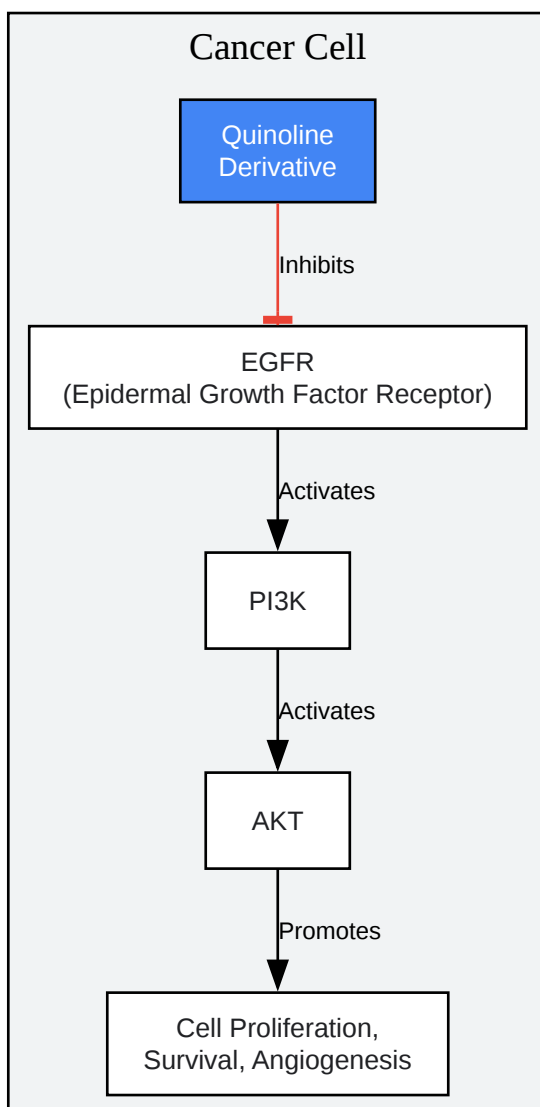 Cancer Cell
Quinoline
Derivative
Inhibits
EGFR
(Epidermal Growth Factor Receptor)
Activates
PI3K
Activates
AKT
Promotes
Cell Proliferation,
Survival, Angiogenesis